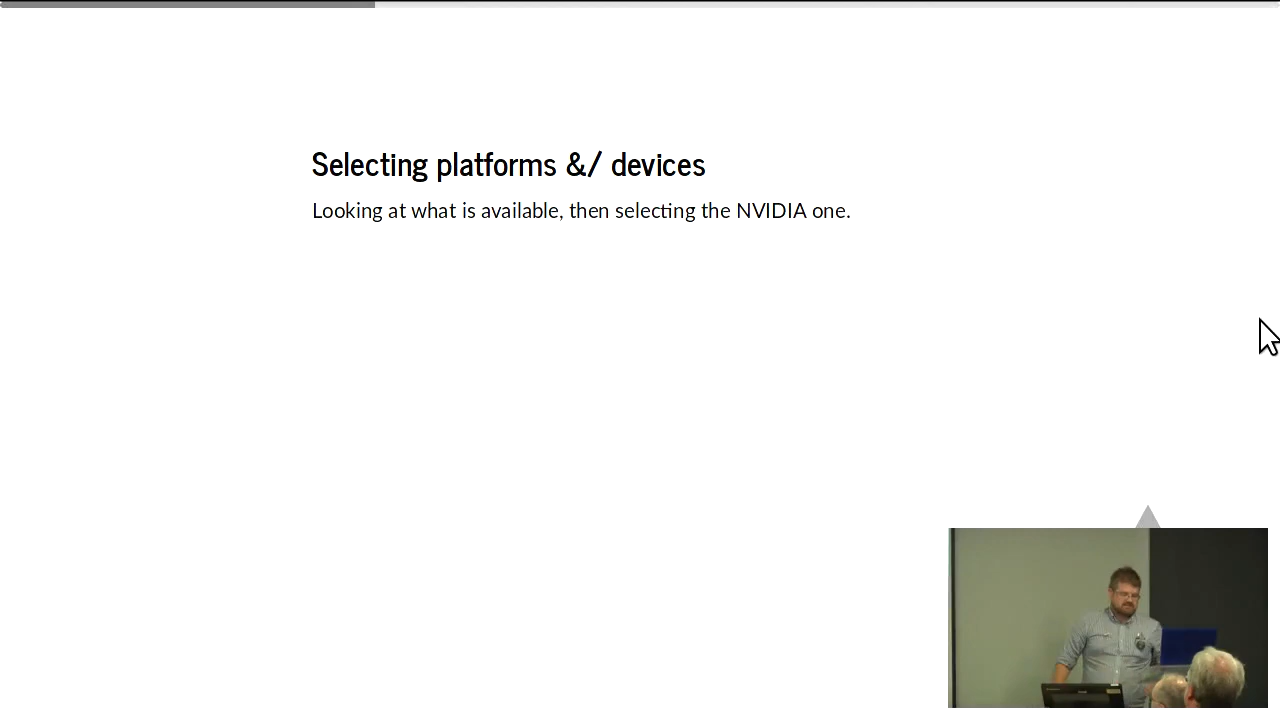 Selecting platforms &/ devices
Looking at what is available, then selecting the NVIDIA one.